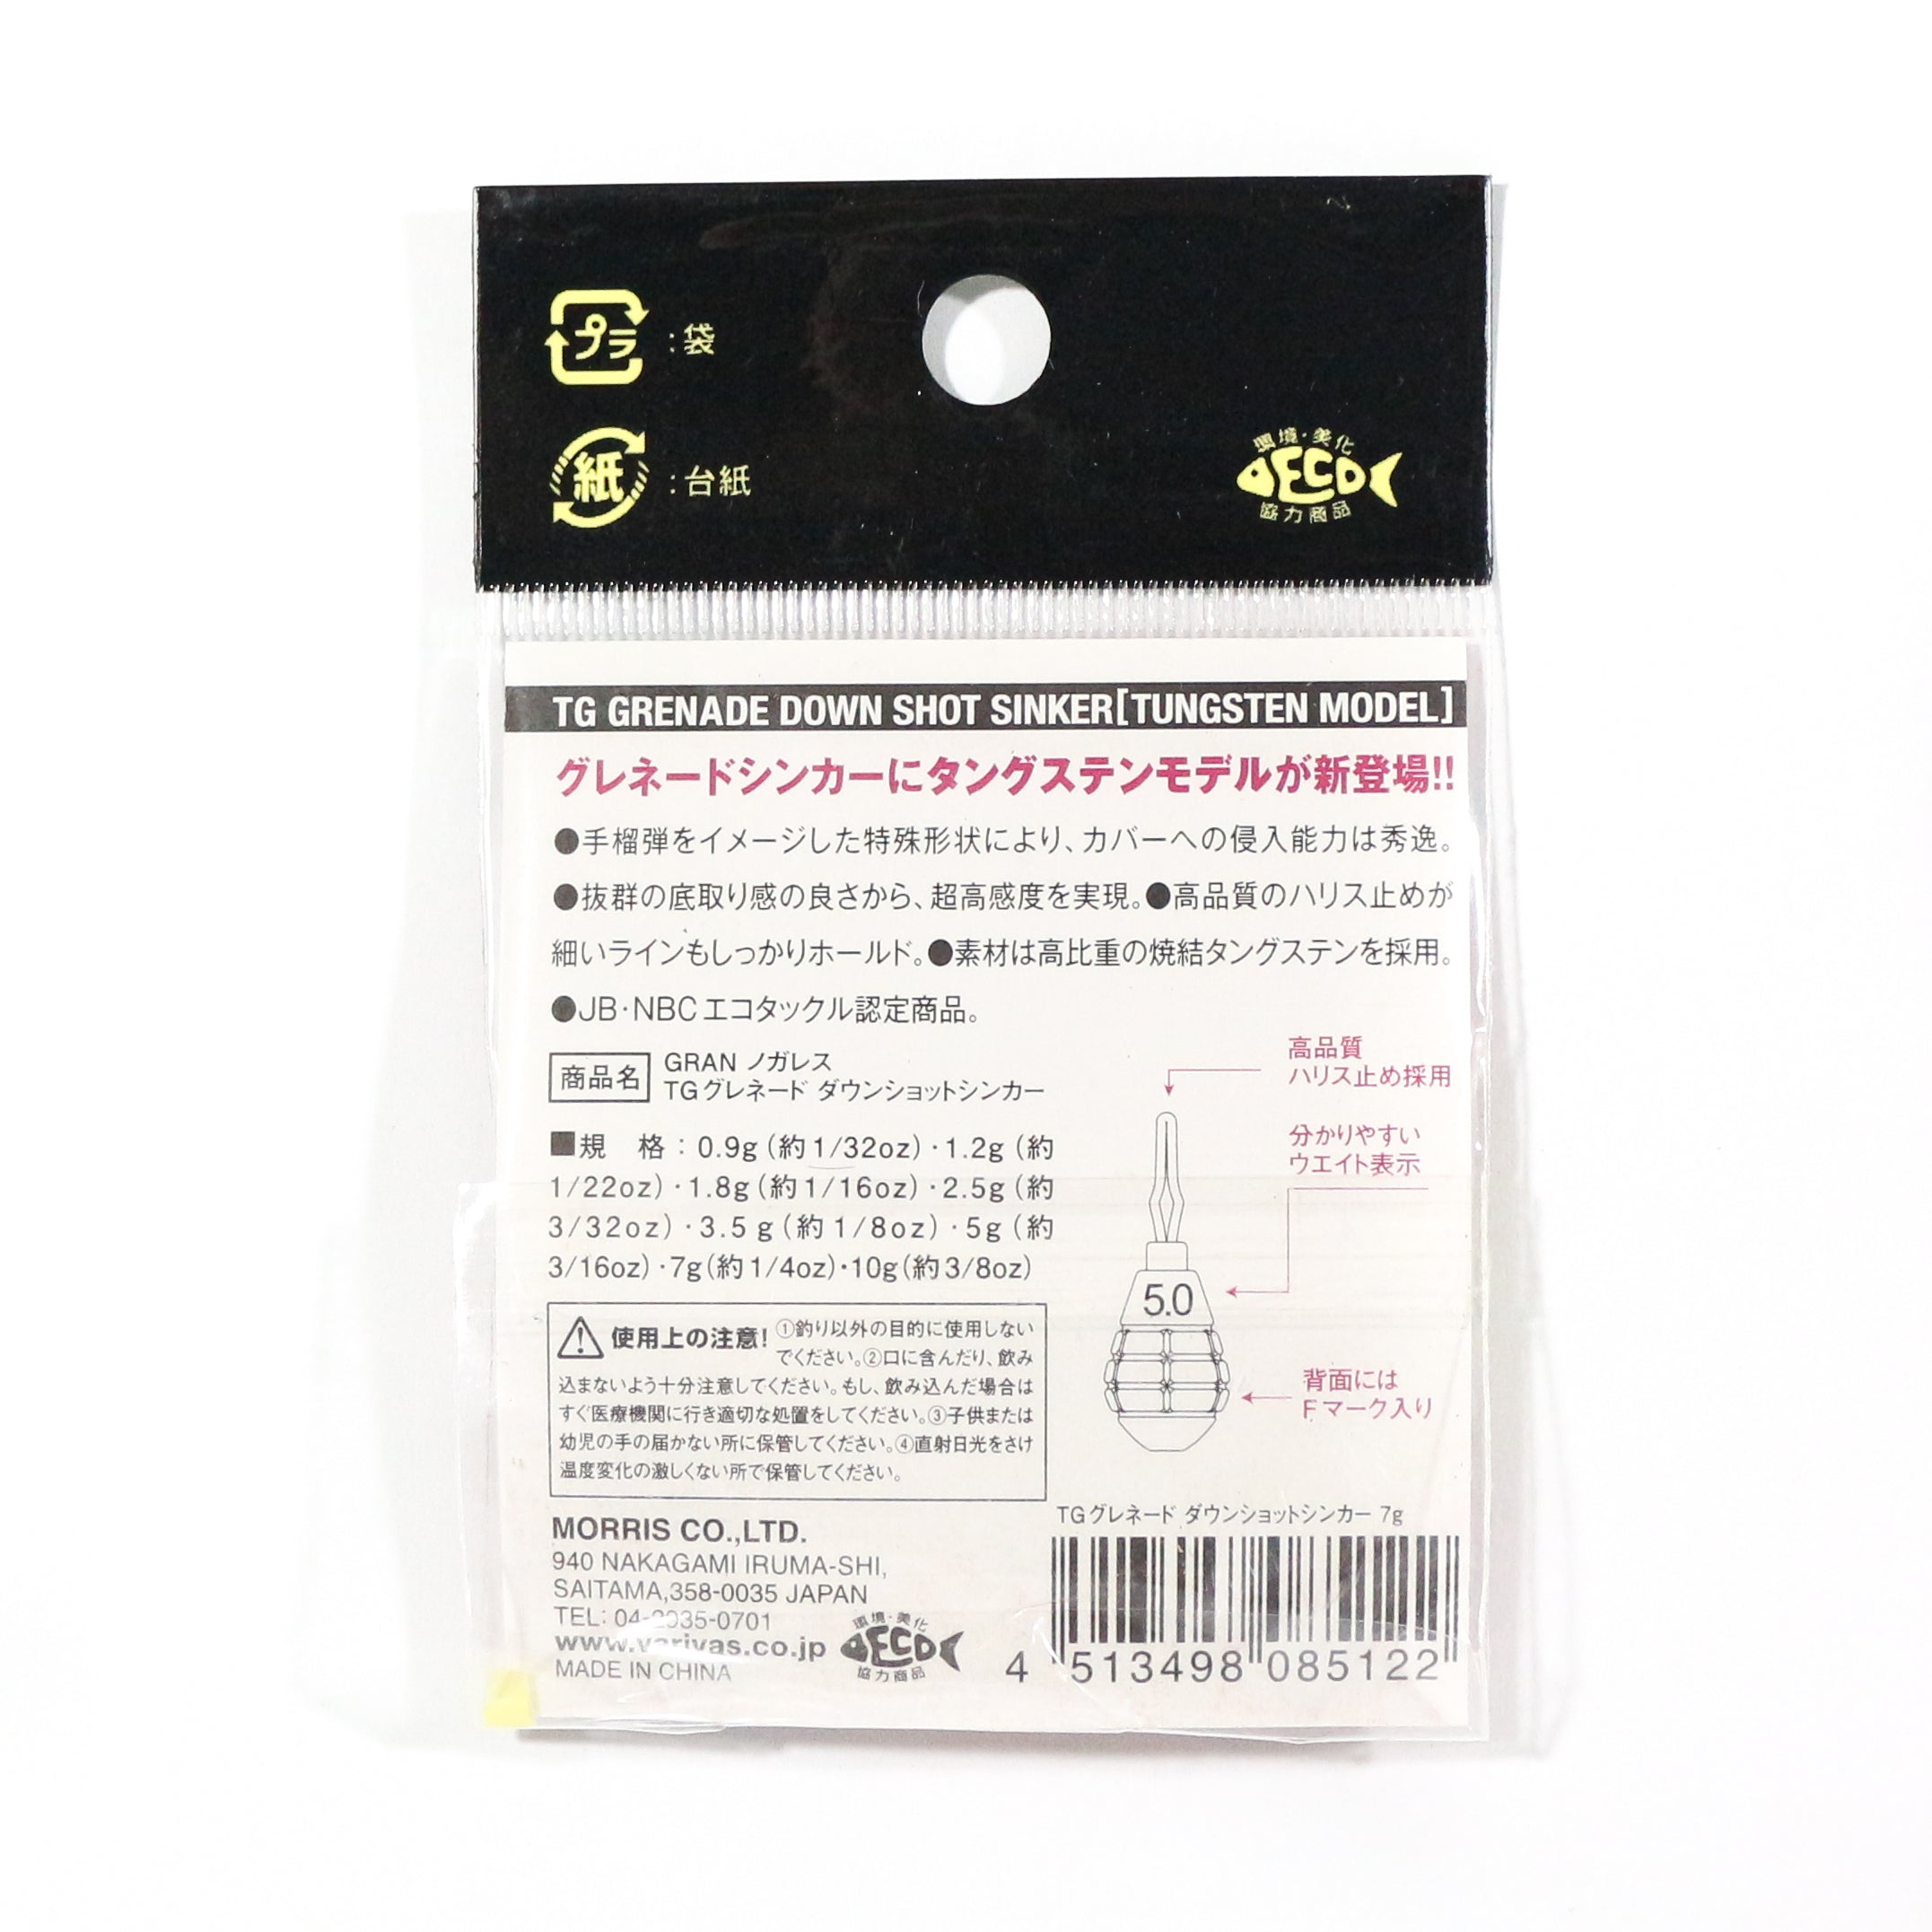 プラ :袋
紙 :台紙
環境・美化
ECO
協力商品
TG GRENADE DOWN SHOT SINKER[TUNGSTEN MODEL]
グレネードシンカーにタングステンモデルが新登場!!
●手榴弾をイメージした特殊形状により、カバーへの侵入能力は秀逸。
●抜群の底取り感の良さから、超高感度を実現。●高品質のハリス止めが
細いラインもしっかりホールド。●素材は高比重の焼結タングステンを採用。
●JB・NBCエコタックル認定商品。
商品名 GRAN ノガレス
TGグレネード ダウンショットシンカー
■規 格：0.9g(約1/32oz)・1.2g(約
1/22oz)・1.8g(約1/16oz)・2.5g(約
3/32oz)・3.5g(約1/8oz)・5g(約
3/16oz)・7g(約1/4oz)・10g(約3/8oz)
高品質
ハリス止め採用
分かりやすい
ウエイト表示
5.0
背面には
Fマーク入り
使用上の注意! ①釣り以外の目的に使用しない
でください。②口に含んだり、飲み
込まないよう十分注意してください。もし、飲み込んだ場合は
すぐ医療機関に行き適切な処置をしてください。③子供または
幼児の手の届かない所に保管してください。④直射日光をさけ
温度変化の激しくない所で保管してください。
MORRIS CO.,LTD.
940 NAKAGAMI IRUMA-SHI,
SAITAMA,358-0035 JAPAN
TEL: 04-2935-0701
www.varivas.co.jp
MADE IN CHINA
環境・美化
ECO
協力商品
TGグレネード ダウンショットシンカー 7g
4 513498 085122